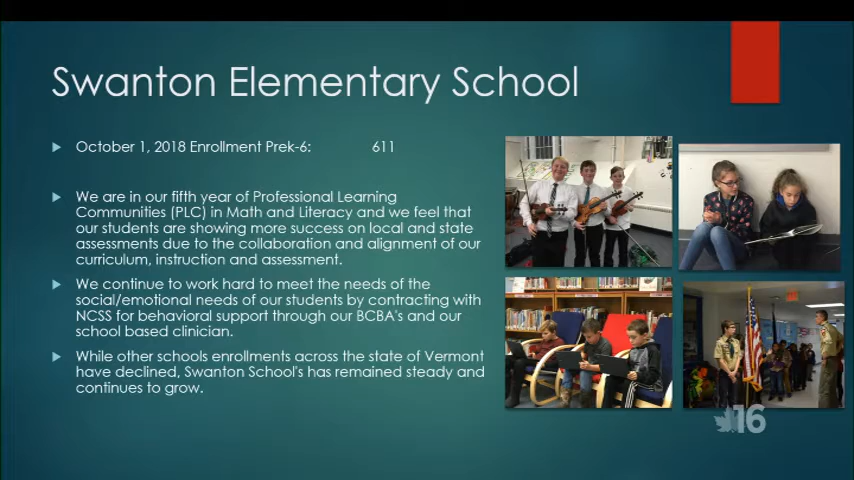 Swanton Elementary School
October 1, 2018 Enrollment Prek-6: 611
We are in our fifth year of Professional Learning
Communities (PLC) in Math and Literacy and we feel that
our students are showing more success on local and state
assessments due to the collaboration and alignment of our
curriculum, instruction and assessment.
We continue to work hard to meet the needs of the
social/emotional needs of our students by contracting with
NCSS for behavioral support through our BCBA's and our
school based clinician.
While other schools enrollments across the state of Vermont
have declined, Swanton School's has remained steady and
continues to grow.
16